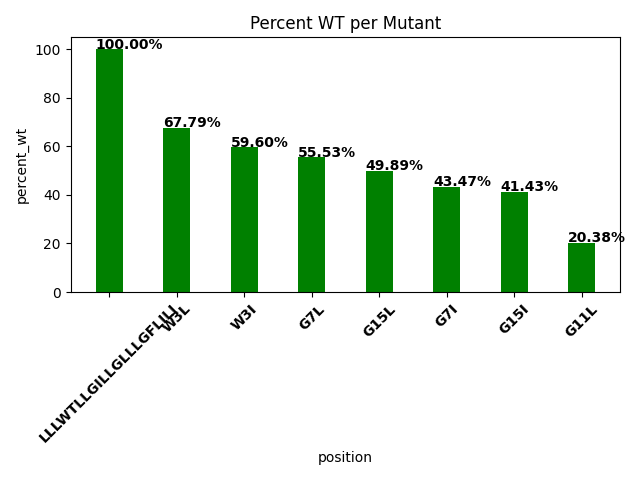 Percent WT per Mutant
percent_wt
100
80
60
40
20
0
100.00%
67.79%
59.60%
55.53%
49.89%
43.47%
41.43%
20.38%
W3L
W3I
G7L
G15L
G7I
G15I
G11L
position